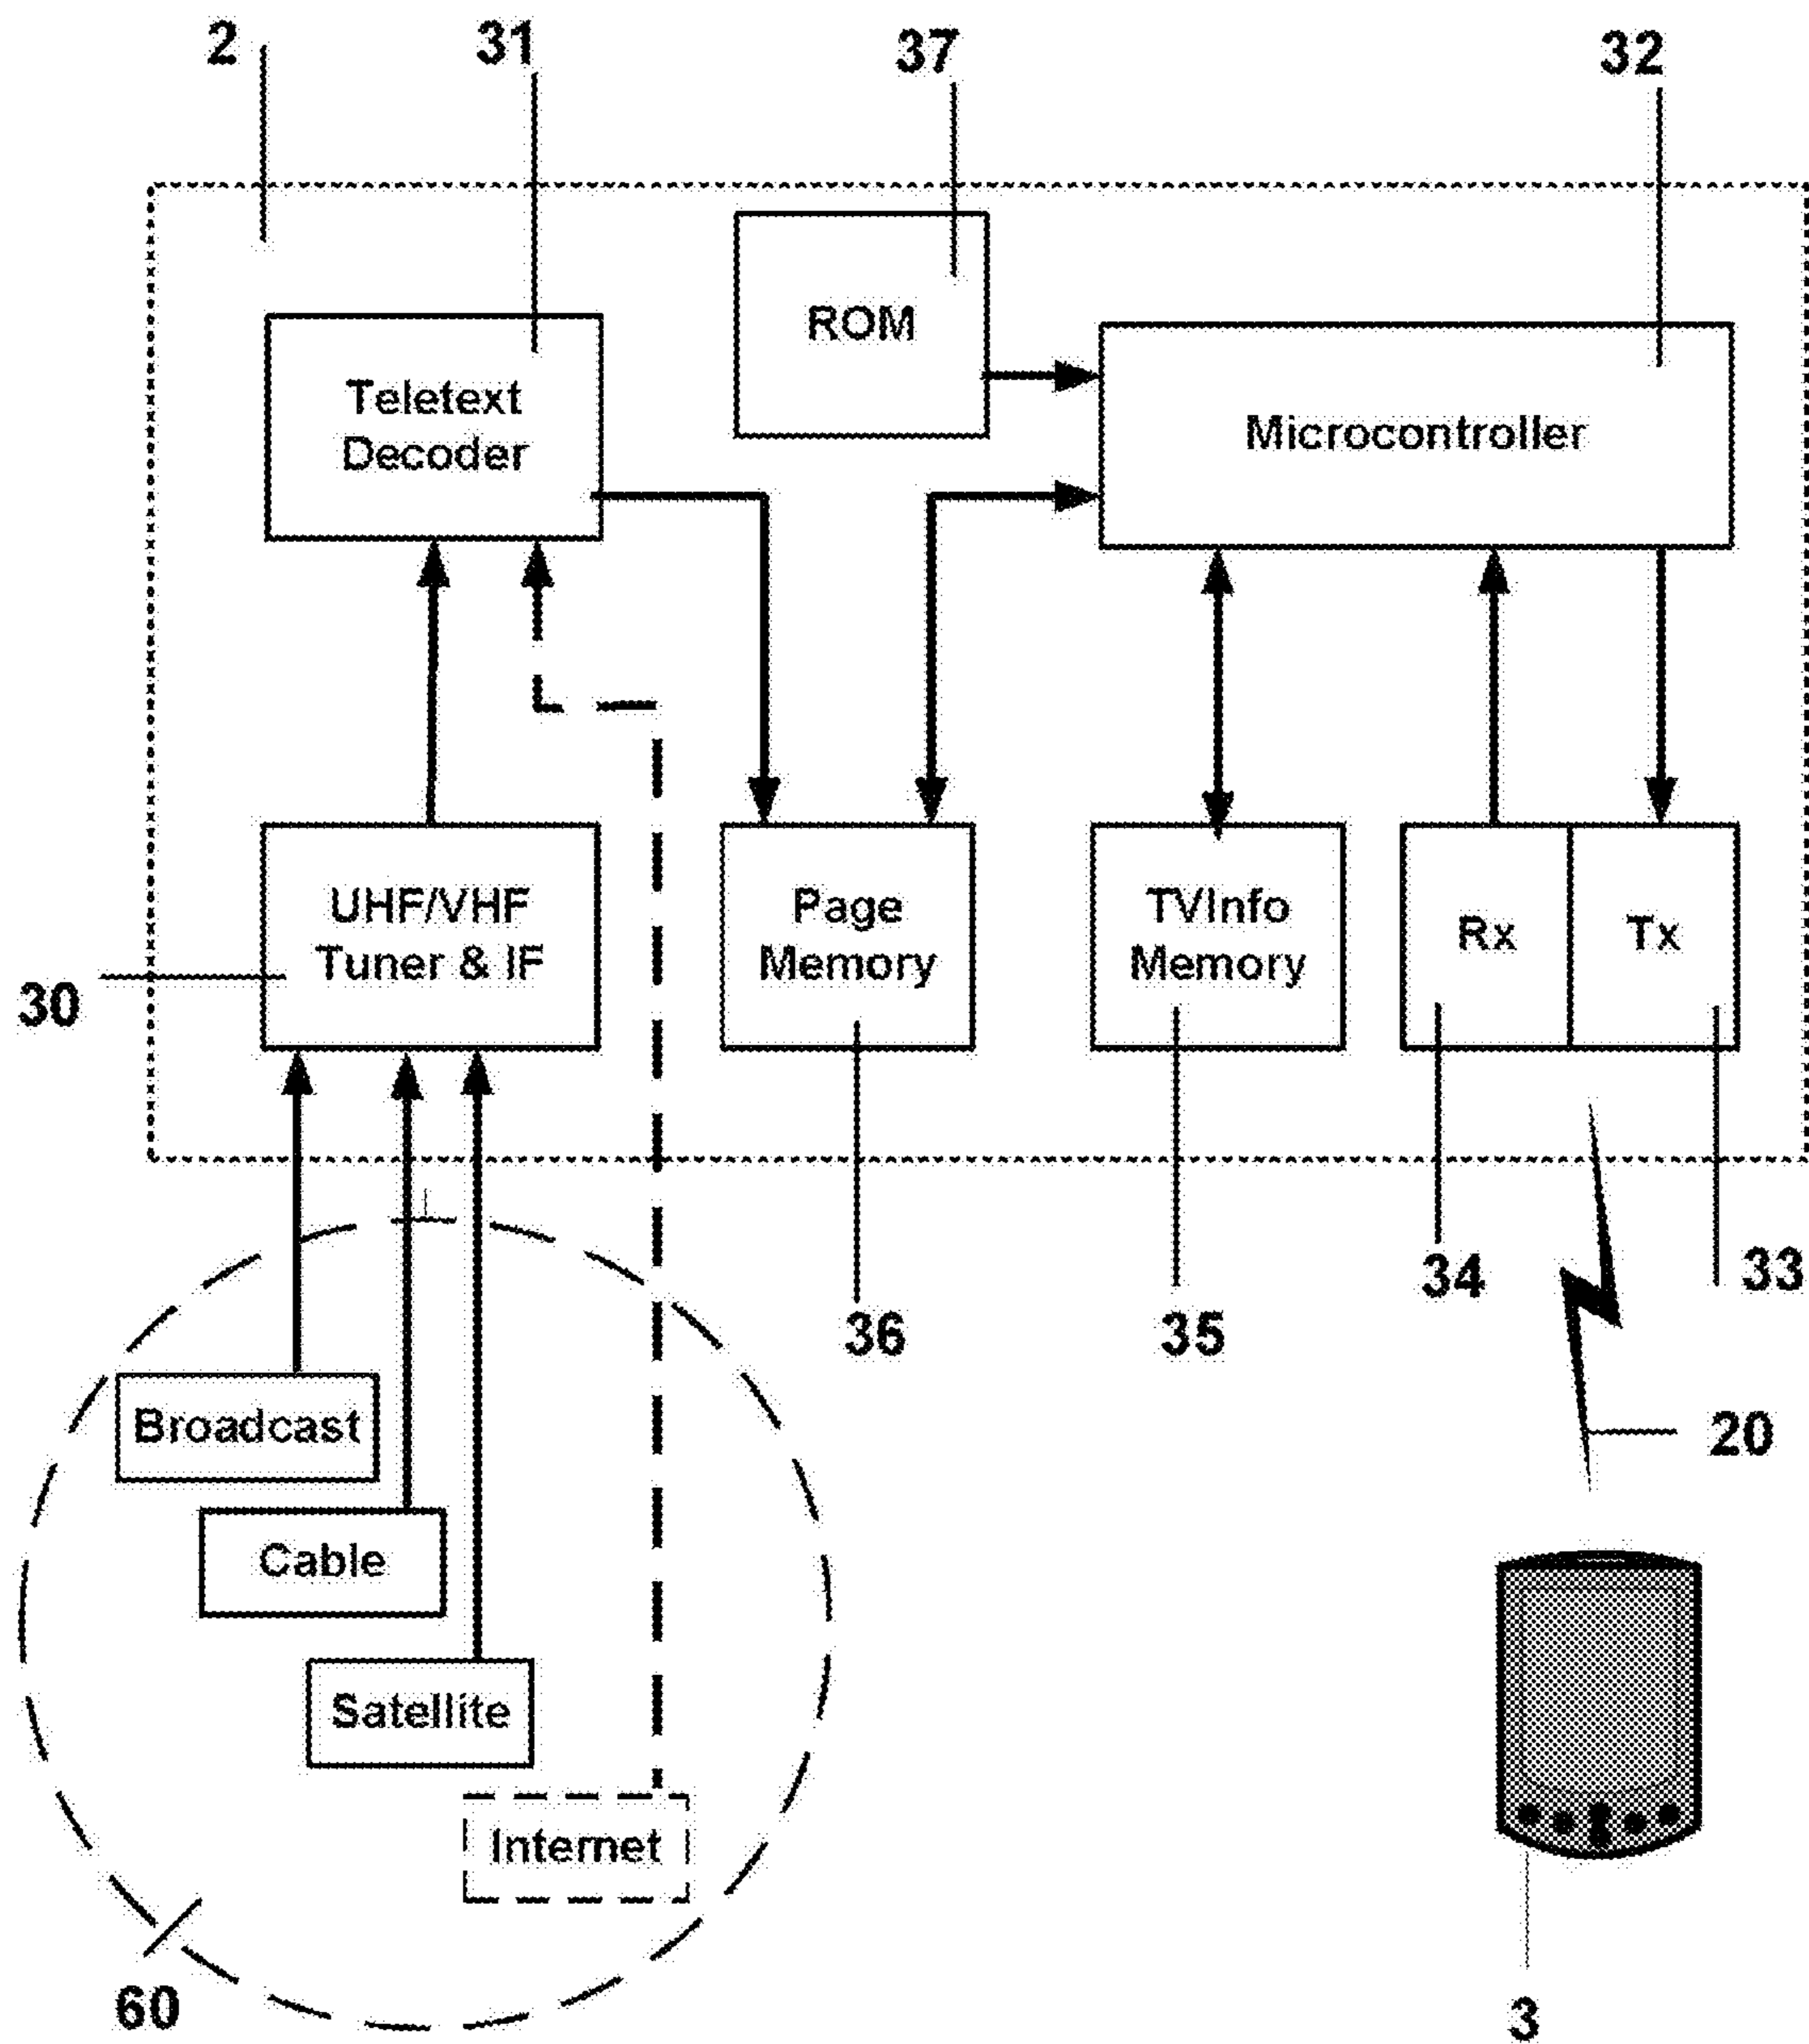 2
31
37
32
ROM
Teletext
Decoder
Microcontroller
UHF/VHF
Tuner & IF
Page
Memory
TVInfo
Memory
Rx
Tx
30
36
35
34
33
Broadcast
20
Cable
Satellite
Internet
60
3